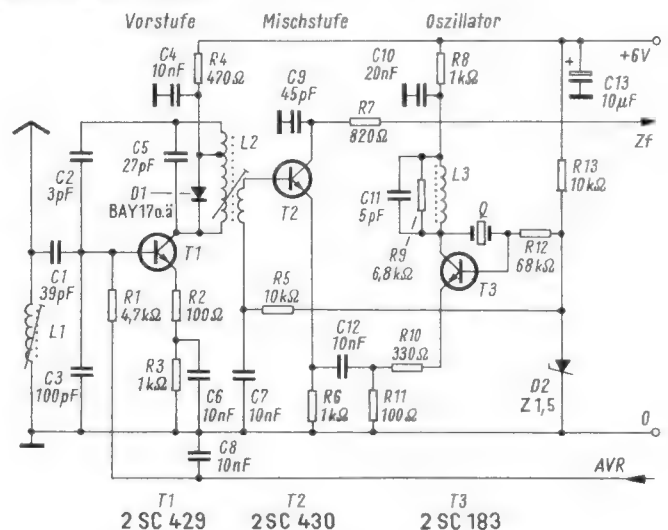 Vorstufe Mischstufe Oszillator
C4
10nF
R4
470Ω
C9
45pF
C10
20nF
R8
1kΩ
+6V
+
C13
10µF
R7
820Ω
Zf
C5
27pF
L2
C2
3pF
D1
BAY17o.ä
T1
T2
C11
5pF
L3
R13
10kΩ
Q
R9
6,8kΩ
R12
68kΩ
T3
C1
39pF
R1
4,7kΩ
R2
100Ω
R5
10kΩ
L1
C12
10nF
R10
330Ω
C3
100pF
R3
1kΩ
C6
10nF
C7
10nF
R6
1kΩ
R11
100Ω
D2
Z 1,5
0
C8
10nF
AVR
T1 T2 T3
2 SC 429 2 SC 430 2 SC 183